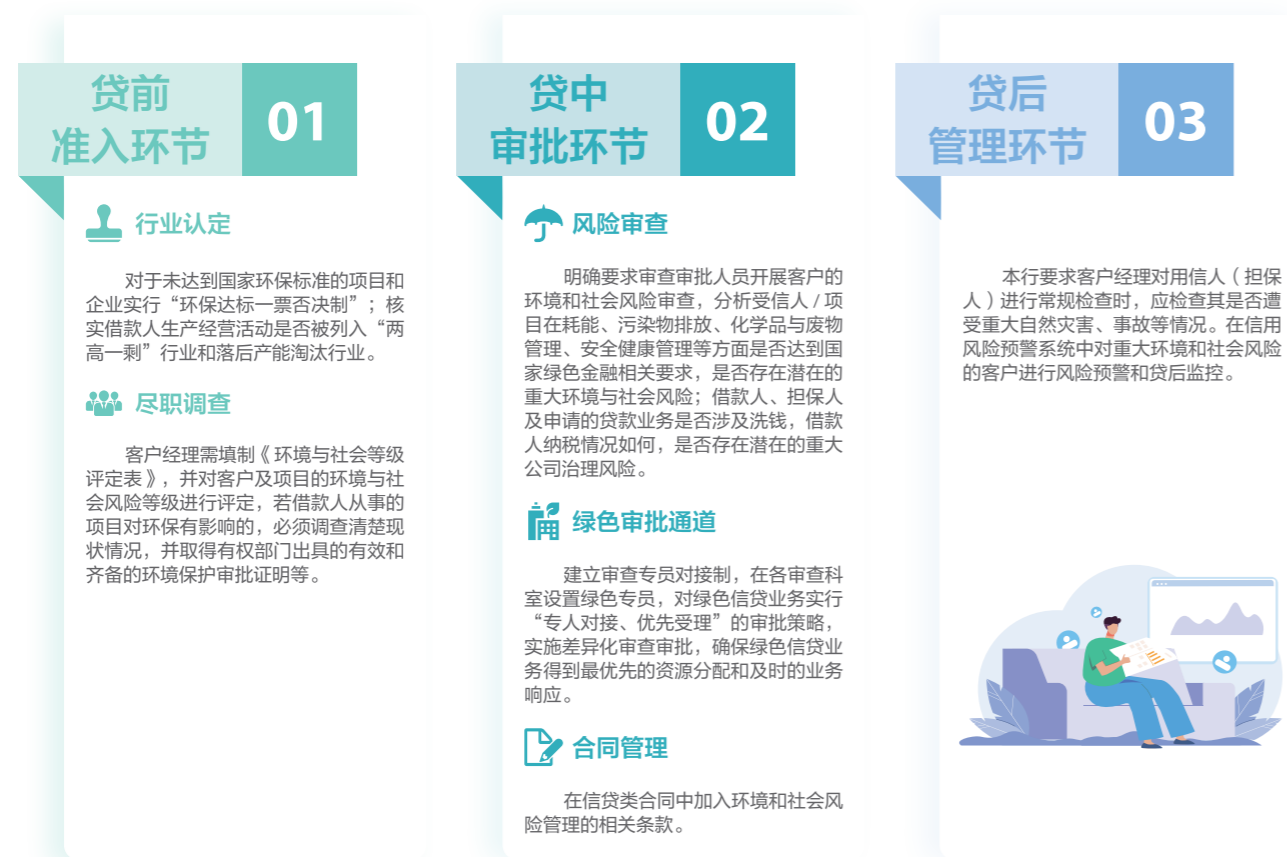 贷前
准入环节
01
行业认定
对于未达到国家环保标准的项目和
企业实行“环保达标一票否决制”；核
实借款人生产经营活动是否被列入“两
高一剩”行业和落后产能淘汰行业。
尽职调查
客户经理需填制《环境与社会等级
评定表》，并对客户及项目的环境与社
会风险等级进行评定，若借款人从事的
项目对环保有影响的，必须调查清楚现
状情况，并取得有权部门出具的有效和
齐备的环境保护审批证明等。
贷中
审批环节
02
风险审查
明确要求审查审批人员开展客户的
环境和社会风险审查，分析受信人/项
目在耗能、污染物排放、化学品与废物
管理、安全健康管理等方面是否达到国
家绿色金融相关要求，是否存在潜在的
重大环境与社会风险；借款人、担保人
及申请的贷款业务是否涉及洗钱，借款
人纳税情况如何，是否存在潜在的重大
公司治理风险。
绿色审批通道
建立审查专员对接制，在各审查科
室设置绿色专员，对绿色信贷业务实行
“专人对接、优先受理”的审批策略，
实施差异化审查审批，确保绿色信贷业
务得到最优先的资源分配和及时的业务
响应。
合同管理
在信贷类合同中加入环境和社会风
险管理的相关条款。
贷后
管理环节
03
本行要求客户经理对用信人（担保
人）进行常规检查时，应检查其是否遭
受重大自然灾害、事故等情况。在信用
风险预警系统中对重大环境和社会风险
的客户进行风险预警和贷后监控。